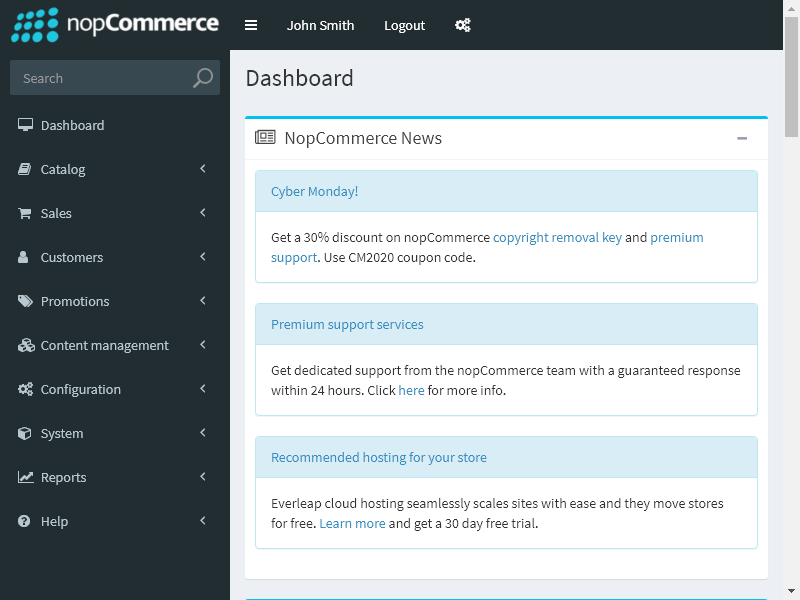 nopCommerce
John Smith
Logout
Search
Dashboard
Catalog
Sales
Customers
Promotions
Content management
Configuration
System
Reports
Help
Dashboard
NopCommerce News
Cyber Monday!
Get a 30% discount on nopCommerce copyright removal key and premium
support. Use CM2020 coupon code.
Premium support services
Get dedicated support from the nopCommerce team with a guaranteed response
within 24 hours. Click here for more info.
Recommended hosting for your store
Everleap cloud hosting seamlessly scales sites with ease and they move stores
for free. Learn more and get a 30 day free trial.